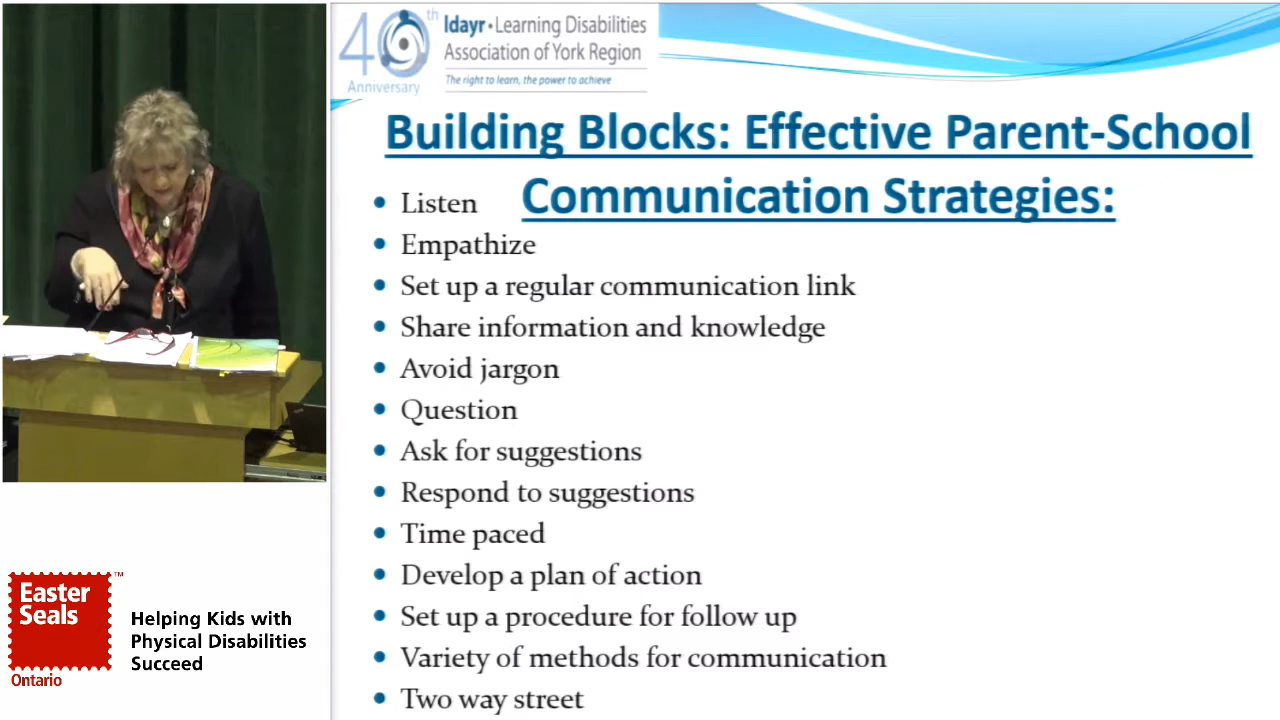 40th
Anniversary
ldayr • Learning Disabilities
Association of York Region
The right to learn, the power to achieve
Building Blocks: Effective Parent-School
Communication Strategies:
• Listen
• Empathize
• Set up a regular communication link
• Share information and knowledge
• Avoid jargon
• Question
• Ask for suggestions
• Respond to suggestions
• Time paced
• Develop a plan of action
• Set up a procedure for follow up
• Variety of methods for communication
• Two way street
Easter
Seals
TM
Ontario
Helping Kids with
Physical Disabilities
Succeed